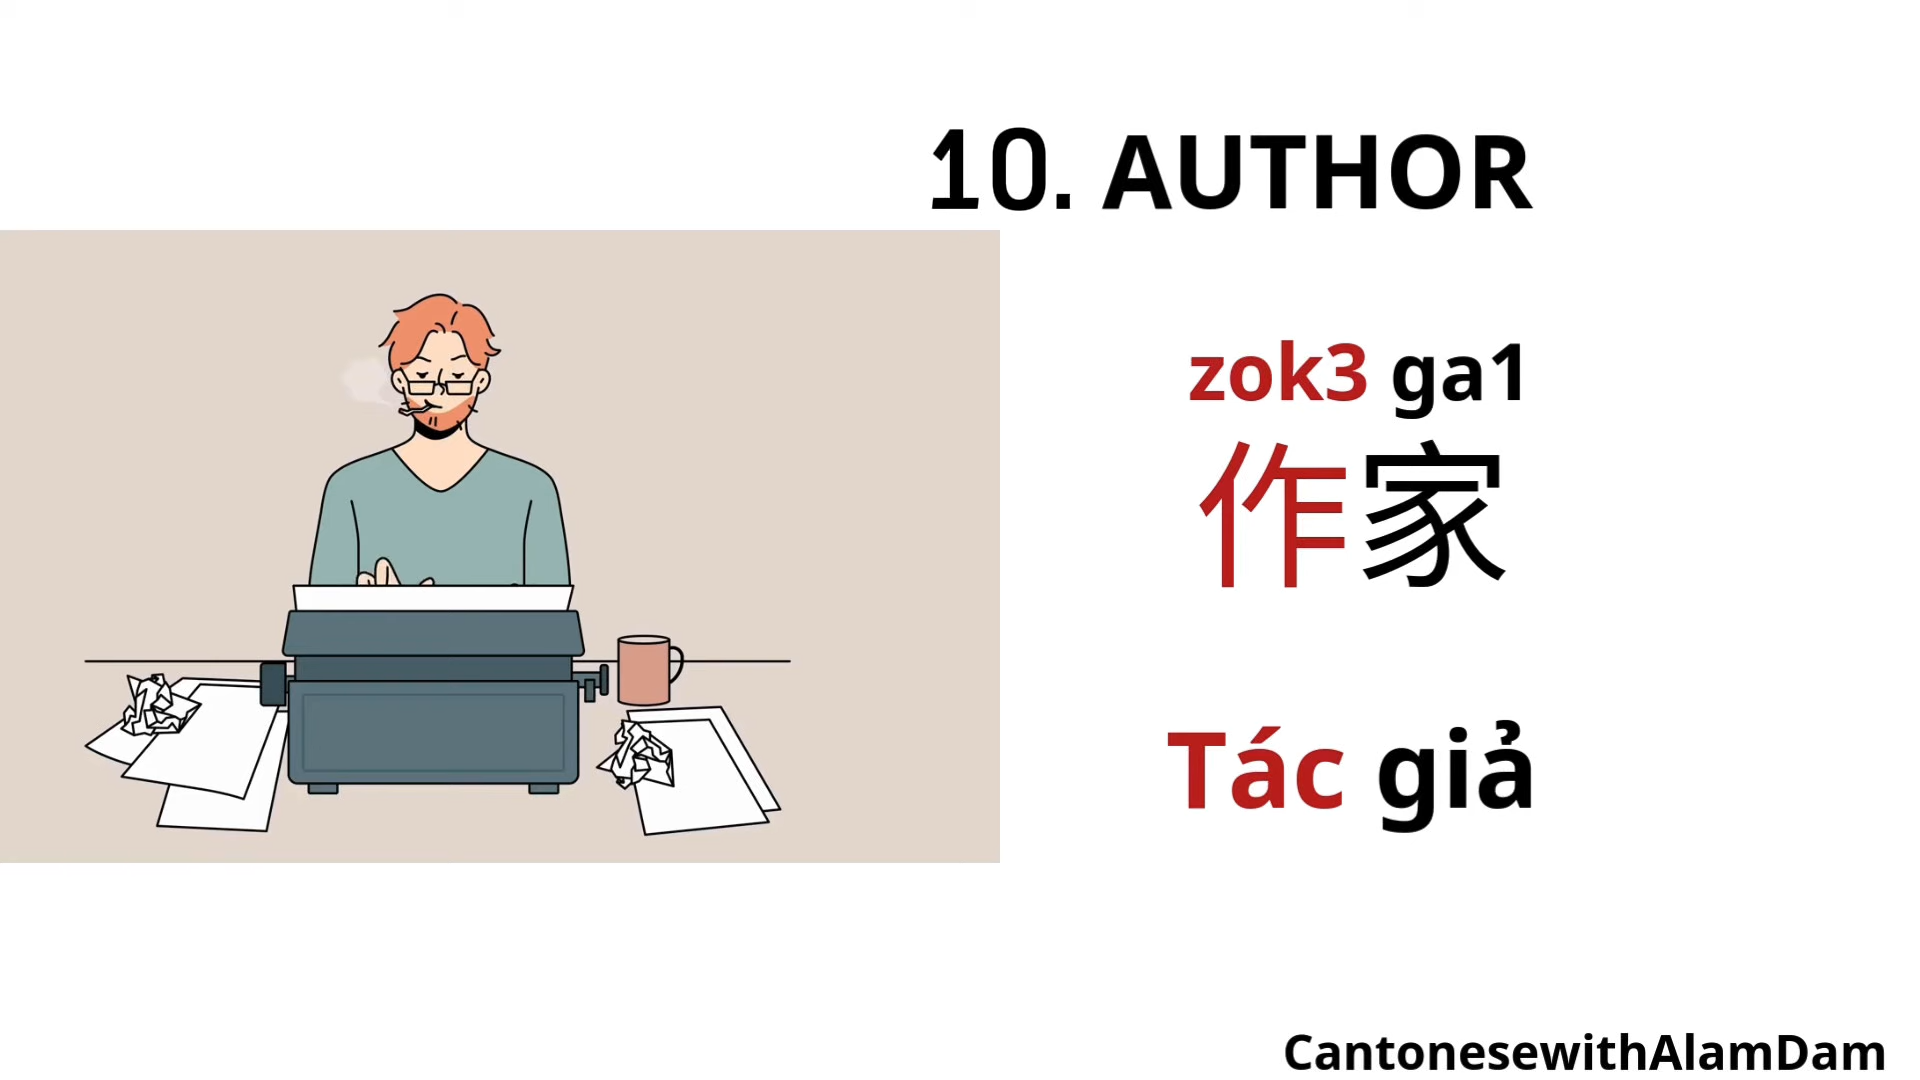 10. AUTHOR
zok3 ga1
作家
Tác giả
CantonesewithAlamDam